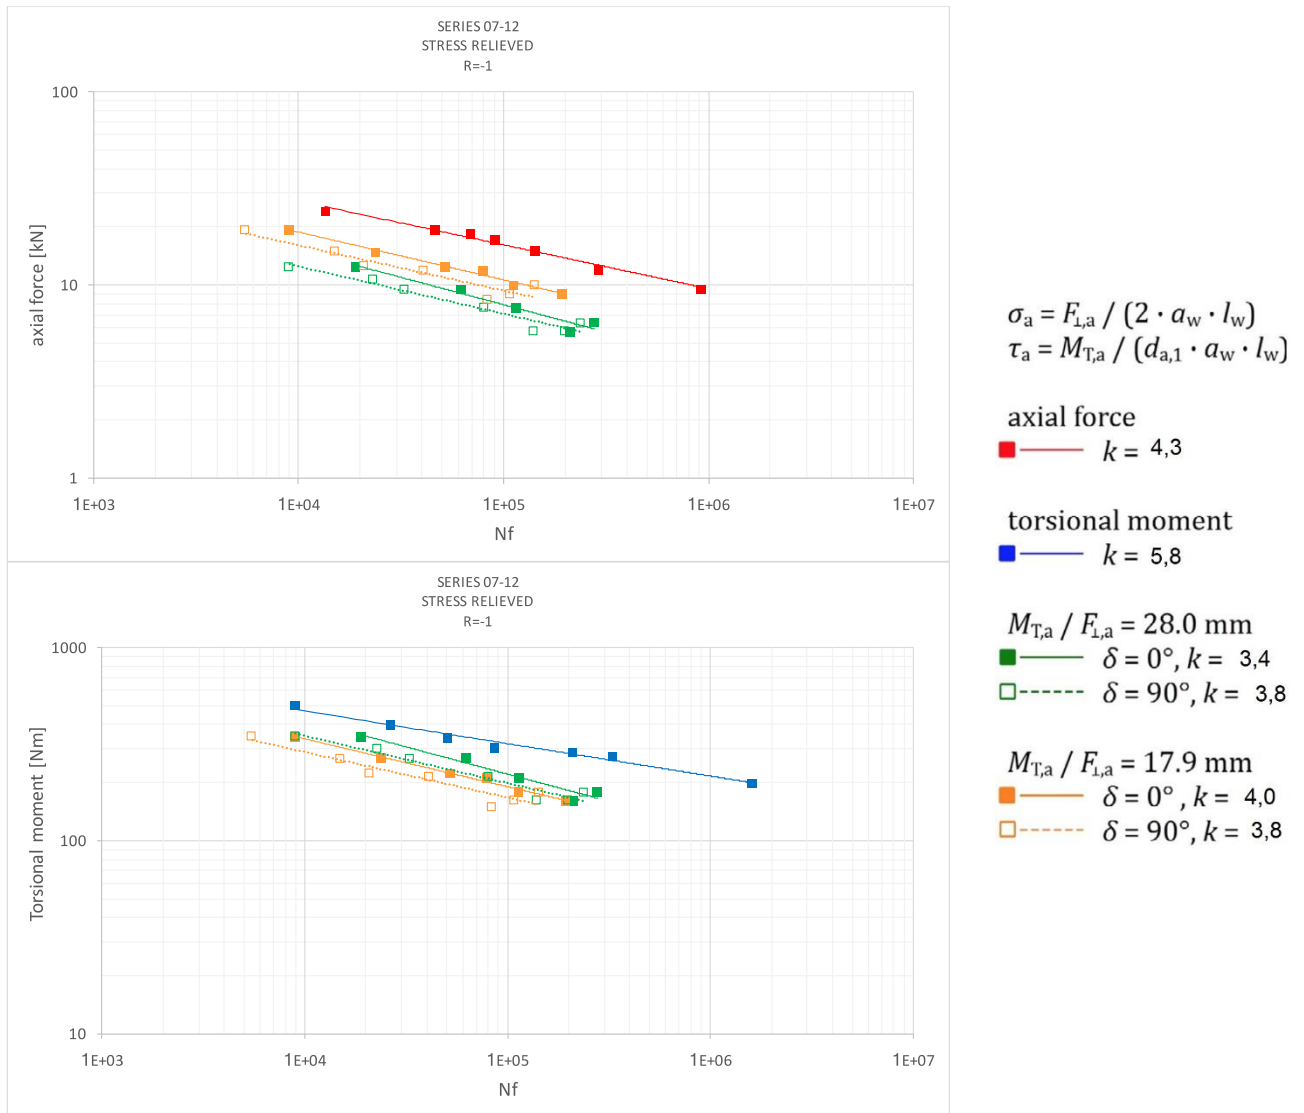 SERIES 07-12
STRESS RELIEVED
R=-1
100
10
1
axial force [kN]
1E+03 1E+04 1E+05 1E+06 1E+07
Nf
SERIES 07-12
STRESS RELIEVED
R=-1
1000
100
10
Torsional moment [Nm]
1E+03 1E+04 1E+05 1E+06 1E+07
Nf
σa = F⊥,a / (2 · aw · lw)
τa = MT,a / (da,1 · aw · lw)
axial force
k = 4,3
torsional moment
k = 5,8
MT,a / F⊥,a = 28.0 mm
δ = 0°, k = 3,4
δ = 90°, k = 3,8
MT,a / F⊥,a = 17.9 mm
δ = 0° , k = 4,0
δ = 90°, k = 3,8